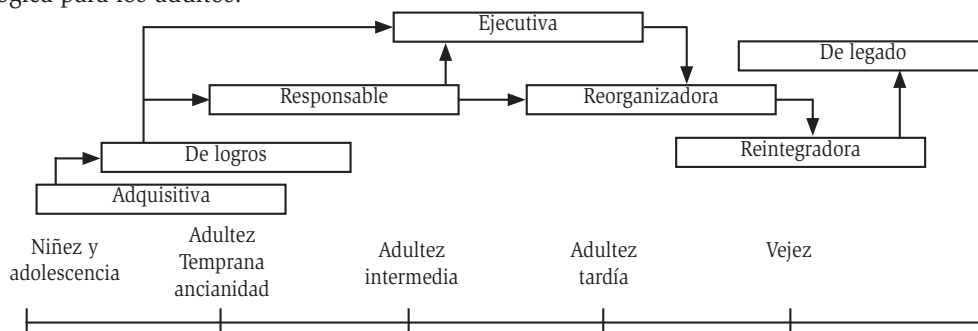 ógica para los adultos.
Ejecutiva
De legado
Responsable
Reorganizadora
De logros
Reintegradora
Adquisitiva
Niñez y
adolescencia
Adultez
Temprana
ancianidad
Adultez
intermedia
Adultez
tardía
Vejez